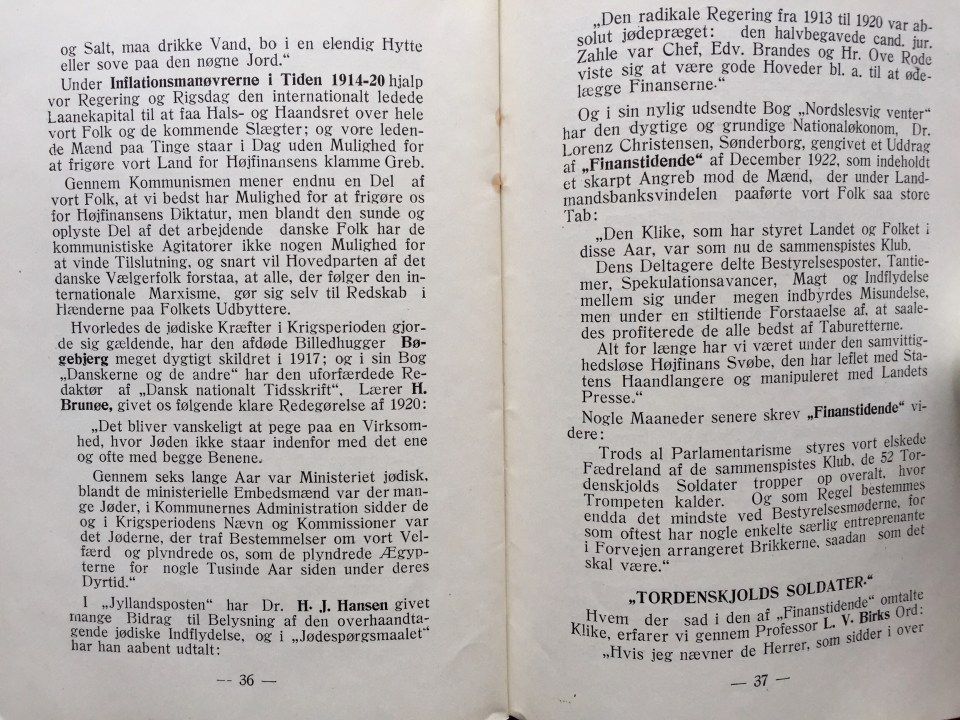 og Salt, maa drikke Vand, bo i en elendig Hytte
eller sove paa den nøgne Jord.“
Under Inflationsmanøvrerne i Tiden 1914-20 hjalp
vor Regering og Rigsdag den internationalt ledede
Laanekapital til at faa Hals- og Haandsret over hele
vort Folk og de kommende Slægter; og vore leden-
de Mænd paa Tinge staar i Dag uden Mulighed for
at frigøre vort Land for Højfinansens klamme Greb.
Gennem Kommunismen mener endnu en Del af
vort Folk, at vi bedst har Mulighed for at frigøre os
for Højfinansens Diktatur, men blandt den sunde og
oplyste Del af det arbejdende danske Folk har de
kommunistiske Agitatorer ikke nogen Mulighed for
at vinde Tilslutning, og snart vil Hovedparten af det
danske Vælgerfolk forstaa, at alle, der følger den in-
ternationale Marxisme, gør sig selv til Redskab i
Hænderne paa Folkets Udbyttere.
Hvorledes de jødiske Kræfter i Krigsperioden gjor-
de sig gældende, har den afdøde Billedhugger Bø-
gebjerg meget dygtigt skildret i 1917; og i sin Bog
„Danskerne og de andre“ har den uforfærdede Re-
daktør af „Dansk nationalt Tidsskrift“, Lærer H.
Brunøe, givet os følgende klare Redegørelse af 1920:
„Det bliver vanskeligt at pege paa en Virksom-
hed, hvor Jøden ikke staar indenfor med det ene
og ofte med begge Benene.
Gennem seks lange Aar var Ministeriet jødisk,
blandt de ministerielle Embedsmænd var der man-
ge Jøder, i Kommunernes Administration sidder de
og i Krigsperiodens Nævn og Kommissioner var
det Jøderne, der traf Bestemmelser om vort Vel-
færd og plyndrede os, som de plyndrede Ægyp-
terne for nogle Tusinde Aar siden under deres
Dyrtid.“
I „Jyllandsposten“ har Dr. H. J. Hansen givet
mange Bidrag til Belysning af den overhaandta-
gende jødiske Indflydelse, og i „Jødespørgsmaalet“
har han aabent udtalt:
— 36 —
„Den radikale Regering fra 1913 til 1920 var ab-
solut jødepræget: den halvbegavede cand. jur.
Zahle var Chef, Edv. Brandes og Hr. Ove Rode
viste sig at være gode Hoveder bl. a. til at øde-
lægge Finanserne.“
Og i sin nylig udsendte Bog „Nordslesvig venter“
har den dygtige og grundige Nationaløkonom, Dr.
Lorenz Christensen, Sønderborg, gengivet et Uddrag
af „Finanstidende“ af December 1922, som indeholdt
et skarpt Angreb mod de Mænd, der under Land-
mandsbanksvindelen paaførte vort Folk saa store
Tab:
„Den Klike, som har styret Landet og Folket i
disse Aar, var som nu de sammenspistes Klub.
Dens Deltagere delte Bestyrelsesposter, Tantie-
mer, Spekulationsavancer, Magt og Indflydelse
mellem sig under megen indbyrdes Misundelse,
men under en stiltiende Forstaaelse af, at saale-
des profiterede de alle bedst af Taburetterne.
Alt for længe har vi været under den samvittig-
hedsløse Højfinans Svøbe, den har leflet med Sta-
tens Haandlangere og manipuleret med Landets
Presse.“
Nogle Maaneder senere skrev „Finanstidende“ vi-
dere:
Trods al Parlamentarisme styres vort elskede
Fædreland af de sammenspistes Klub, de 52 Tor-
denskjolds Soldater tropper op overalt, hvor
Trompeten kalder. Og som Regel bestemmes
endda det mindste ved Bestyrelsesmøderne, for
som oftest har nogle enkelte særlig entreprenante
i Forvejen arrangeret Brikkerne, saadan som det
skal være.“
„TORDENSKJOLDS SOLDATER.“
Hvem der sad i den af „Finanstidende“ omtalte
Klike, erfarer vi gennem Professor L. V. Birks Ord:
„Hvis jeg nævner de Herrer, som sidder i over
— 37 —